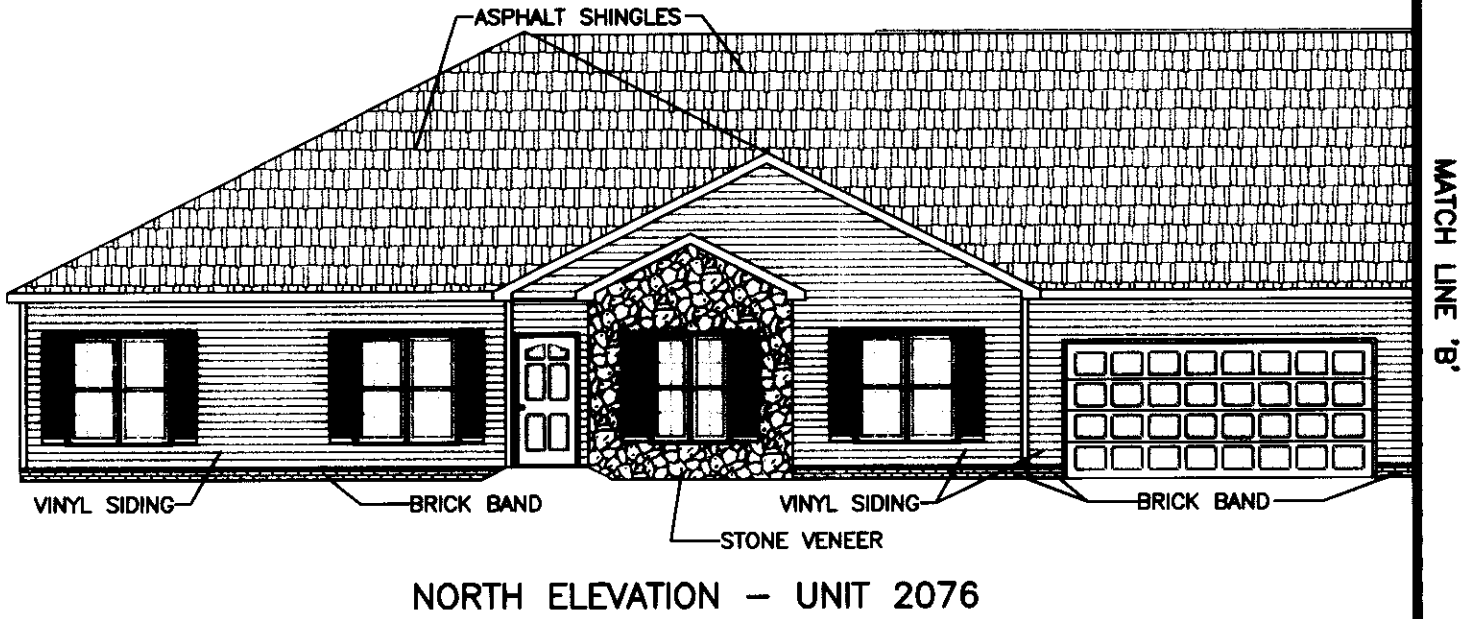 ASPHALT SHINGLES
MATCH LINE 'B'
VINYL SIDING
BRICK BAND
VINYL SIDING
BRICK BAND
STONE VENEER
NORTH ELEVATION - UNIT 2076